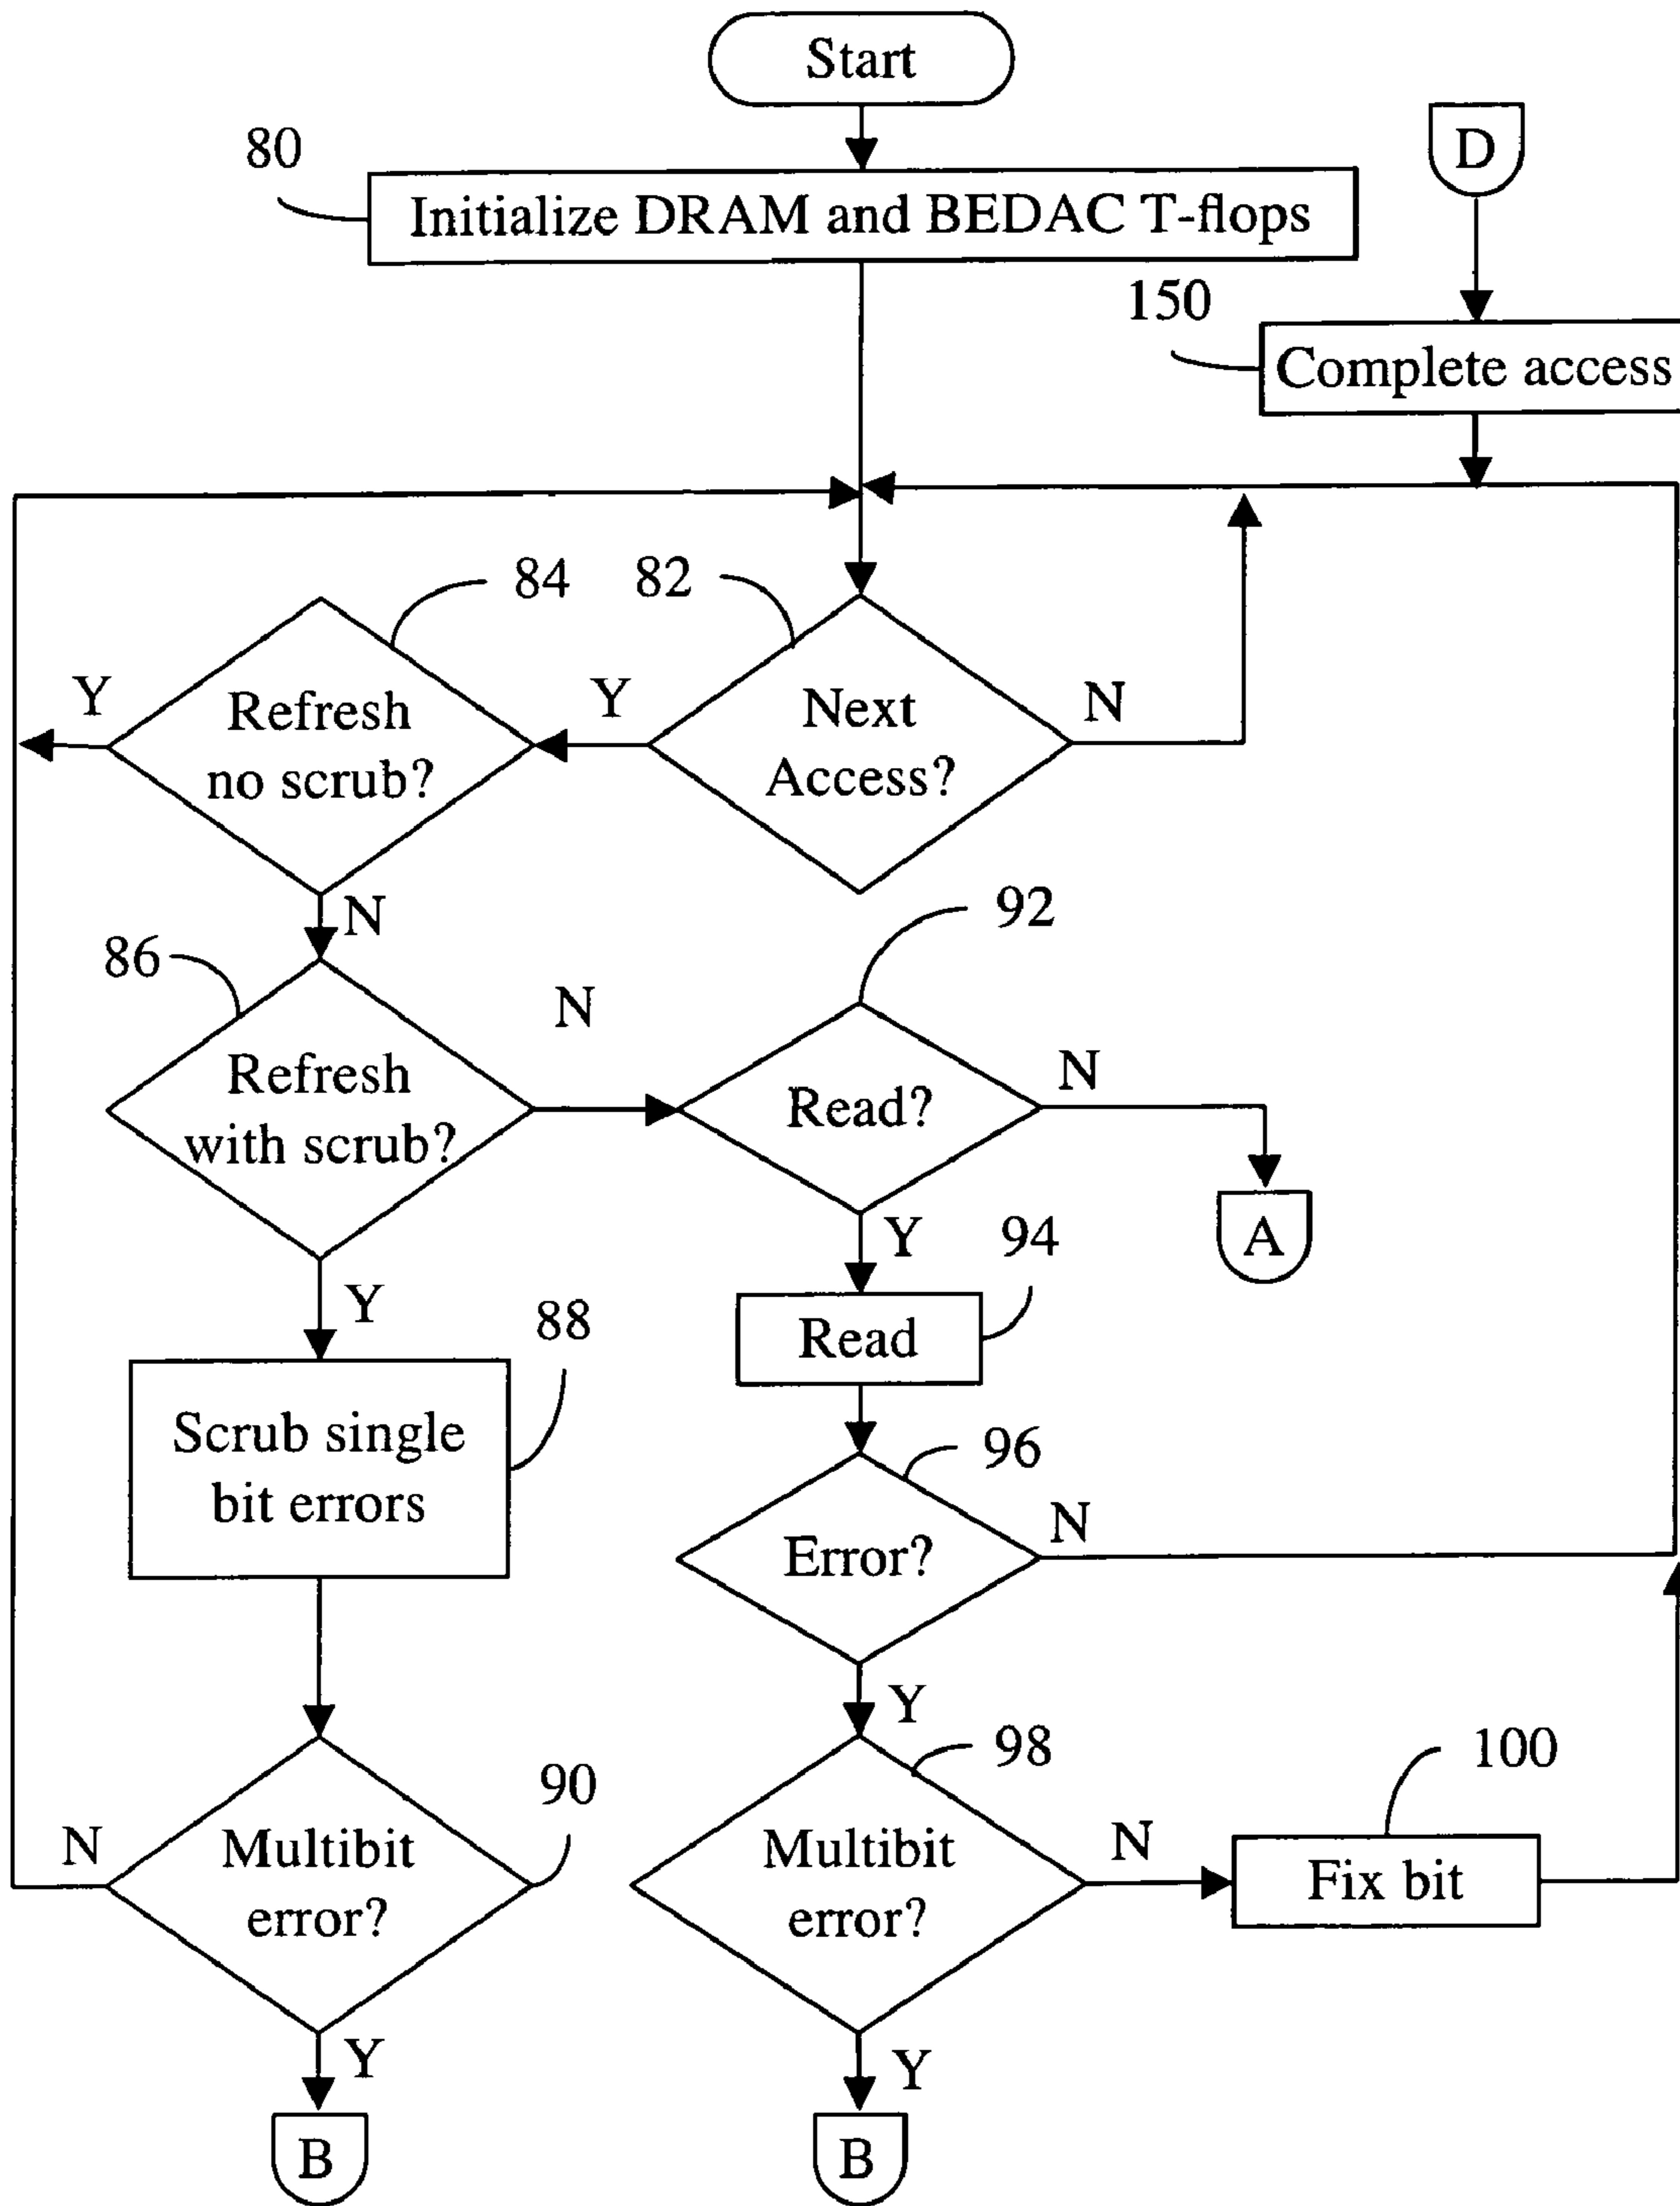 Start
80
D
Initialize DRAM and BEDAC T-flops
150
Complete access
84
82
Y
Refresh
no scrub?
Y
Next
Access?
N
N
92
86
N
Refresh
with scrub?
Read?
N
A
Y
94
Y
88
Read
Scrub single
bit errors
96
Error?
N
Y
98
100
90
N
Multibit
error?
Multibit
error?
N
Fix bit
Y
Y
B
B